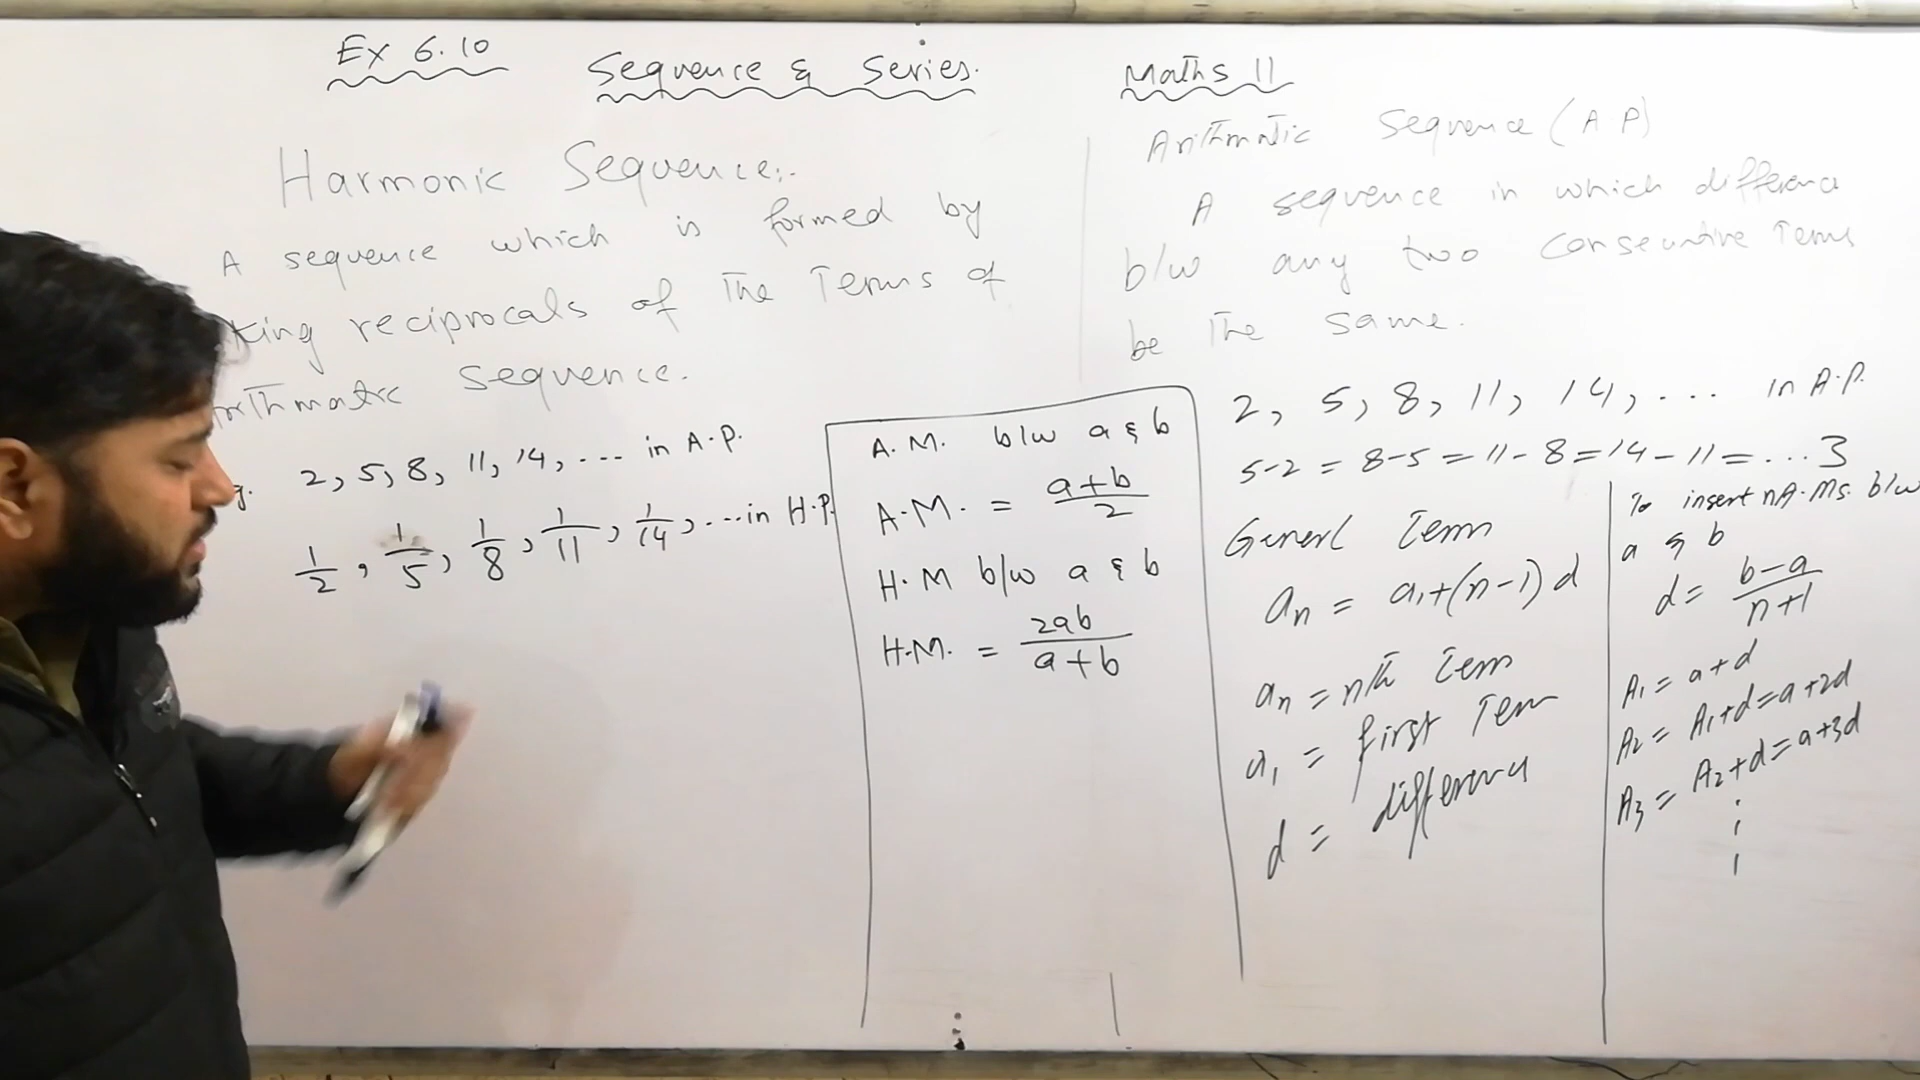 Ex 6.10
Sequence & Series.
Maths 11
Harmonic Sequence:-
A sequence which is formed by
king reciprocals of the Terms of
rithmatic sequence.
g. 2, 5, 8, 11, 14, ... in A.P.
1/2, 1/5, 1/8, 1/11, 1/14, ... in H.P.
A.M. b/w a & b
A.M. = a+b/2
H.M b/w a & b
H.M. = 2ab/a+b
Arithmatic Sequence (A.P)
A sequence in which difference
b/w any two consecutive Terms
be the same.
2, 5, 8, 11, 14, ... in A.P.
5-2 = 8-5 = 11-8 = 14-11 = ... 3
Generl Term
an = a1+(n-1)d
an = nth Term
a1 = first Term
d = difference
To insert n A.Ms. b/w
a & b
d = b-a/n+1
A1 = a+d
A2 = A1+d = a+2d
A3 = A2+d = a+3d